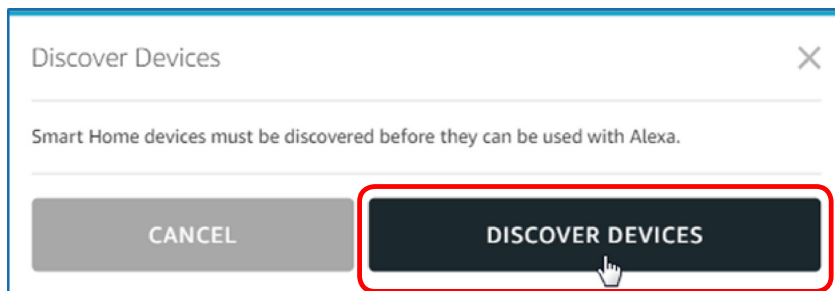 Discover Devices
Smart Home devices must be discovered before they can be used with Alexa.
CANCEL
DISCOVER DEVICES